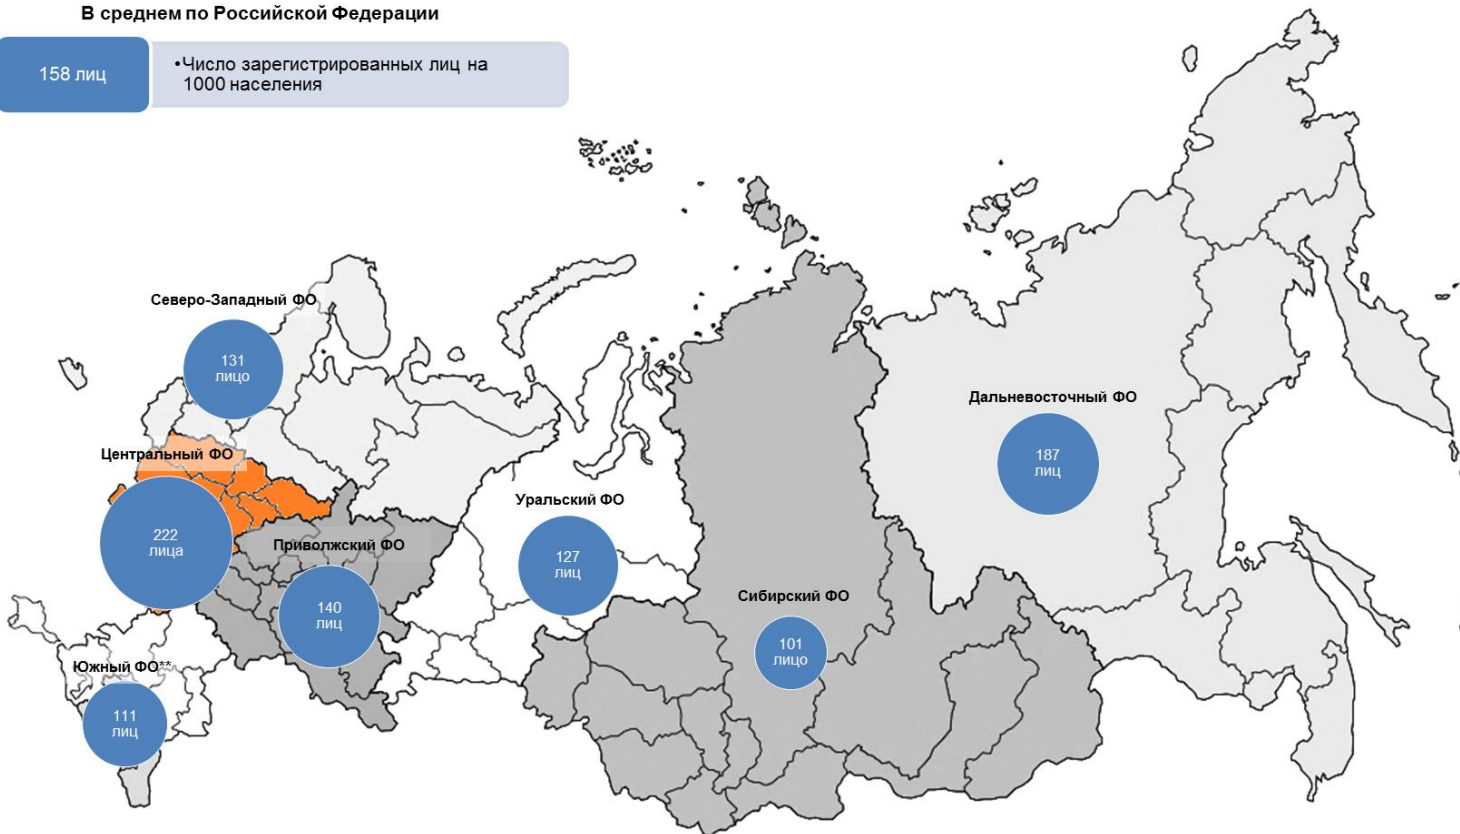 В среднем по Российской Федерации
158 лиц
•Число зарегистрированных лиц на
1000 населения
Северо-Западный ФО
131
лицо
Дальневосточный ФО
187
лиц
Центральный ФО
222
лица
Уральский ФО
127
лиц
Приволжский ФО
140
лиц
Сибирский ФО
101
лицо
Южный ФО**
111
лиц